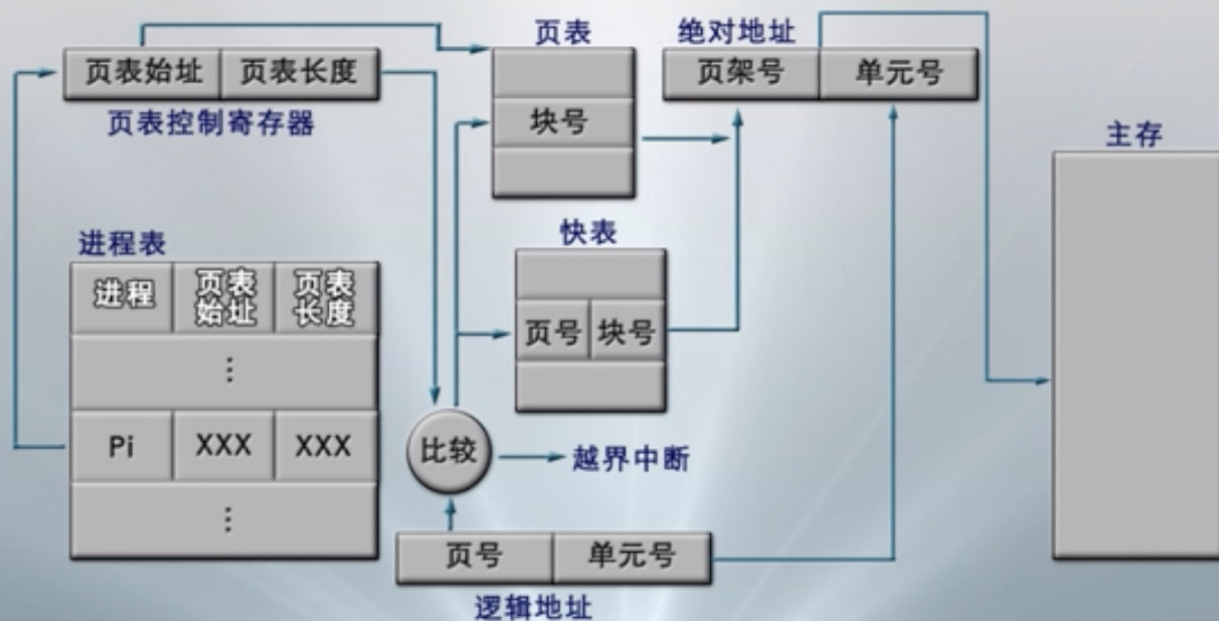 页表 绝对地址
页表始址 页表长度 页架号 单元号
页表控制寄存器 块号
主存
进程表 快表
进程 页表始址 页表长度
页号 块号
⋮
Pi XXX XXX 比较 越界中断
⋮
页号 单元号
逻辑地址